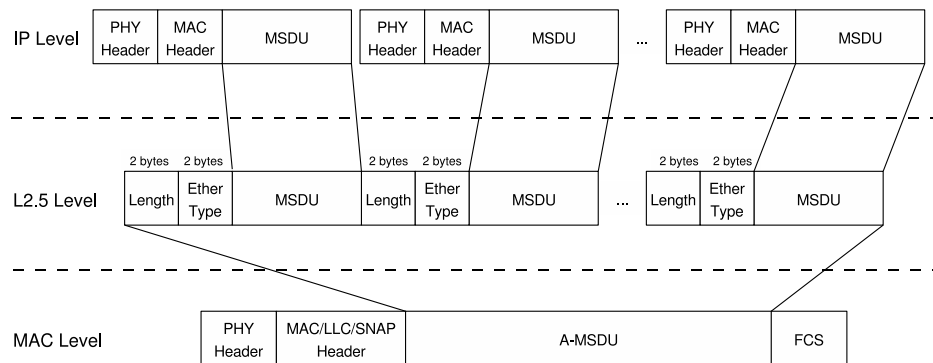 IP Level
PHY Header
MAC Header
MSDU
PHY Header
MAC Header
MSDU
...
PHY Header
MAC Header
MSDU
2 bytes
2 bytes
2 bytes
2 bytes
2 bytes
2 bytes
L2.5 Level
Length
Ether Type
MSDU
Length
Ether Type
MSDU
...
Length
Ether Type
MSDU
MAC Level
PHY Header
MAC/LLC/SNAP Header
A-MSDU
FCS